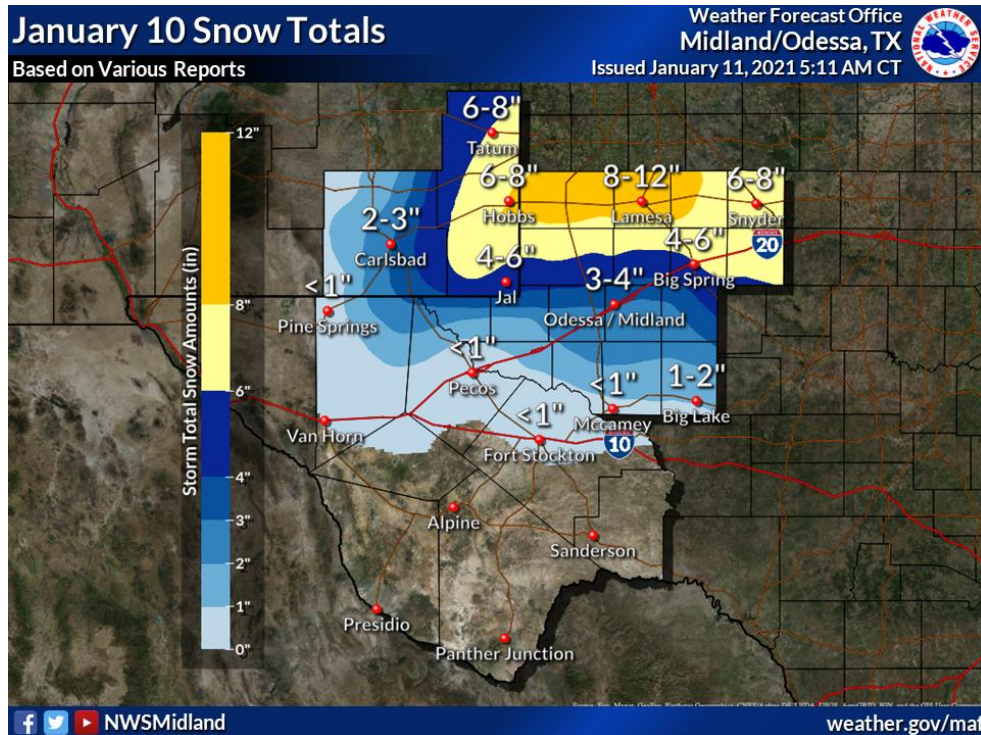 January 10 Snow Totals
Based on Various Reports
Weather Forecast Office
Midland/Odessa, TX
Issued January 11, 2021 5:11 AM CT
NATIONAL WEATHER SERVICE
Storm Total Snow Amounts (in)
12"
8"
6"
4"
3"
2"
1"
0"
6-8"
Tatum
6-8"
Hobbs
8-12"
Lamesa
6-8"
Snyder
2-3"
Carlsbad
4-6"
Jal
4-6"
Big Spring
20
3-4"
Odessa / Midland
<1"
Pine Springs
<1"
Pecos
<1"
Mccamey
1-2"
Big Lake
Van Horn
<1"
Fort Stockton
10
Alpine
Sanderson
Presidio
Panther Junction
NWSMidland
weather.gov/maf